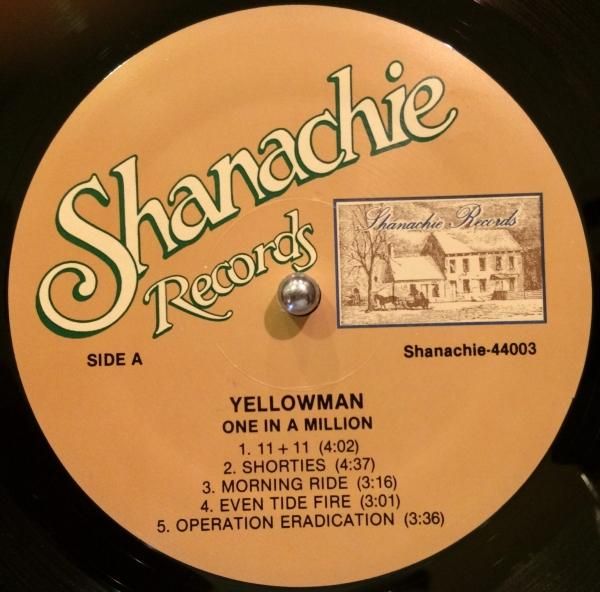 Shanachie
Records
Shanachie Records
SIDE A
Shanachie-44003
YELLOWMAN
ONE IN A MILLION
1. 11 + 11 (4:02)
2. SHORTIES (4:37)
3. MORNING RIDE (3:16)
4. EVEN TIDE FIRE (3:01)
5. OPERATION ERADICATION (3:36)